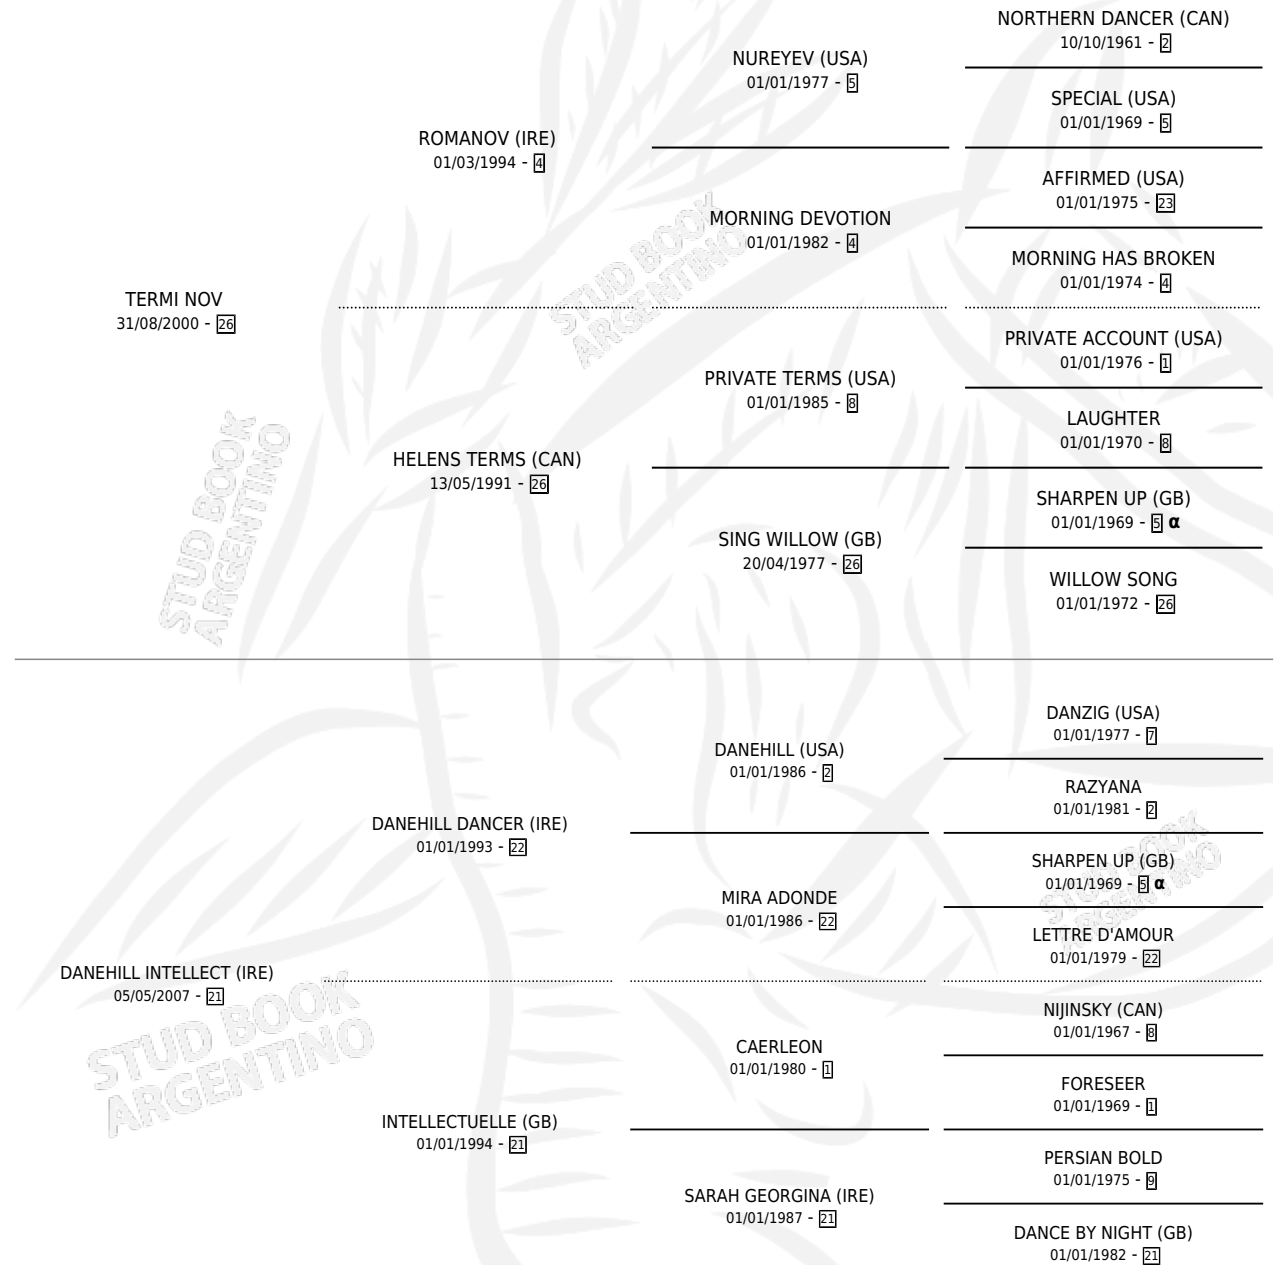 NORTHERN DANCER (CAN)
10/10/1961 - 2
NUREYEV (USA)
01/01/1977 - 5
SPECIAL (USA)
01/01/1969 - 5
ROMANOV (IRE)
01/03/1994 - 4
AFFIRMED (USA)
01/01/1975 - 23
MORNING DEVOTION
01/01/1982 - 4
MORNING HAS BROKEN
01/01/1974 - 4
STUD BOOK
ARGENTINO
TERMI NOV
31/08/2000 - 26
PRIVATE ACCOUNT (USA)
01/01/1976 - 1
PRIVATE TERMS (USA)
01/01/1985 - 8
LAUGHTER
01/01/1970 - 8
HELENS TERMS (CAN)
13/05/1991 - 26
SHARPEN UP (GB)
01/01/1969 - 5 α
SING WILLOW (GB)
20/04/1977 - 26
WILLOW SONG
01/01/1972 - 26
STUD BOOK
ARGENTINO
DANZIG (USA)
01/01/1977 - 7
DANEHILL (USA)
01/01/1986 - 2
RAZYANA
01/01/1981 - 2
DANEHILL DANCER (IRE)
01/01/1993 - 22
SHARPEN UP (GB)
01/01/1969 - 5 α
MIRA ADONDE
01/01/1986 - 22
LETTRE D'AMOUR
01/01/1979 - 22
STUD BOOK
ARGENTINO
DANEHILL INTELLECT (IRE)
05/05/2007 - 21
NIJINSKY (CAN)
01/01/1967 - 8
CAERLEON
01/01/1980 - 1
FORESEER
01/01/1969 - 1
STUD BOOK
ARGENTINO
INTELLECTUELLE (GB)
01/01/1994 - 21
PERSIAN BOLD
01/01/1975 - 9
SARAH GEORGINA (IRE)
01/01/1987 - 21
DANCE BY NIGHT (GB)
01/01/1982 - 21